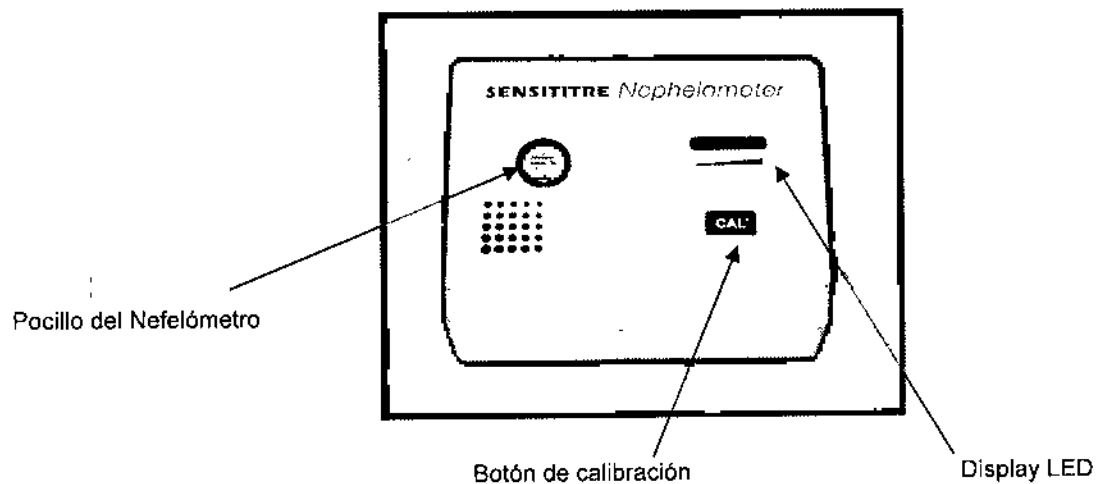 SENSITITRE Nephelometer
CAL
Pocillo del Nefelómetro
Botón de calibración
Display LED